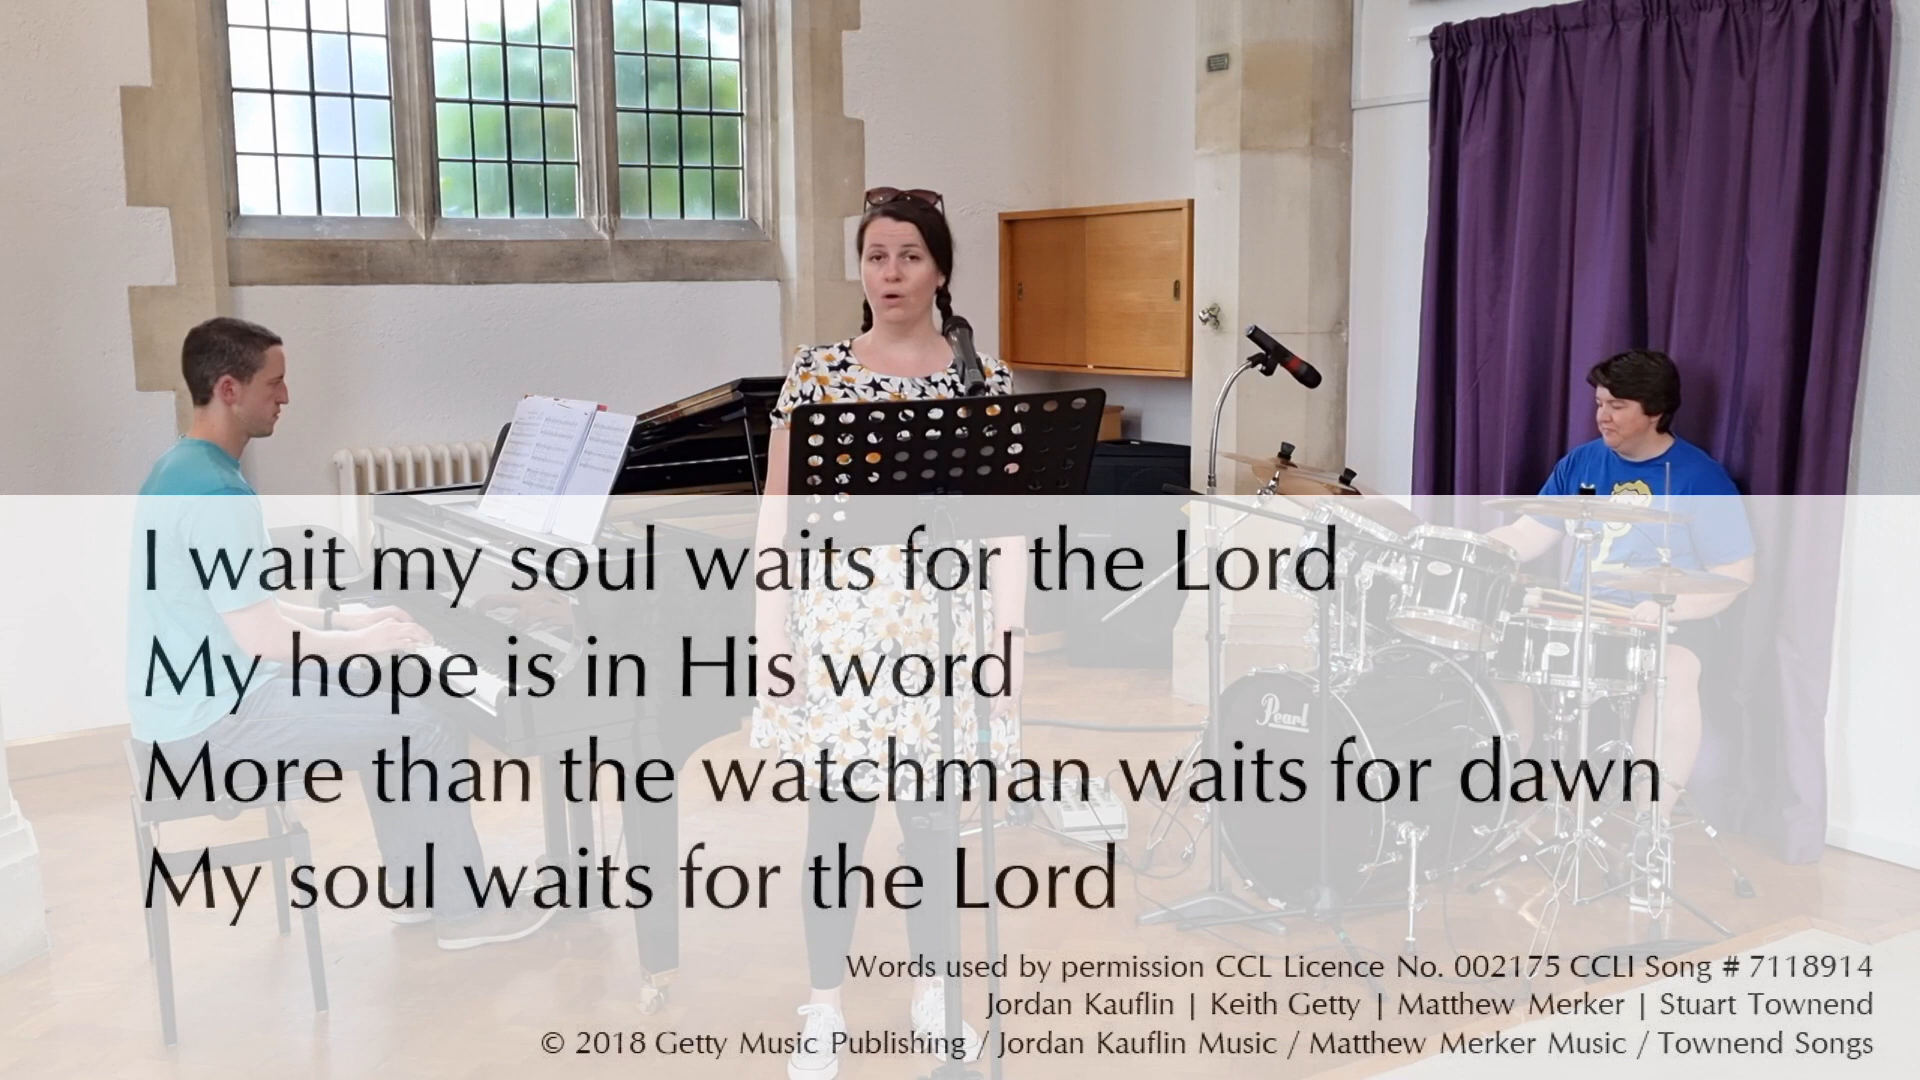 I wait my soul waits for the Lord
My hope is in His word
More than the watchman waits for dawn
My soul waits for the Lord
Pearl
Words used by permission CCL Licence No. 002175 CCLI Song # 7118914
Jordan Kauflin | Keith Getty | Matthew Merker | Stuart Townend
© 2018 Getty Music Publishing / Jordan Kauflin Music / Matthew Merker Music / Townend Songs